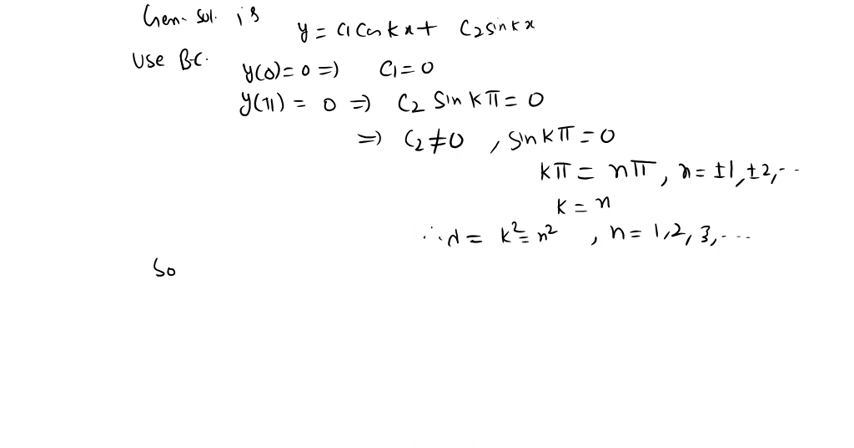 Gen. Sol. is y = C1 Cos kx + C2 sin kx
Use B.C. y(0) = 0 => C1 = 0
y(π) = 0 => C2 Sin kπ = 0
=> C2 ≠ 0 , sin kπ = 0
kπ = nπ, n = ±1, ±2, ...
k = n
∴ λ = k² = n² , n = 1, 2, 3, ...
So